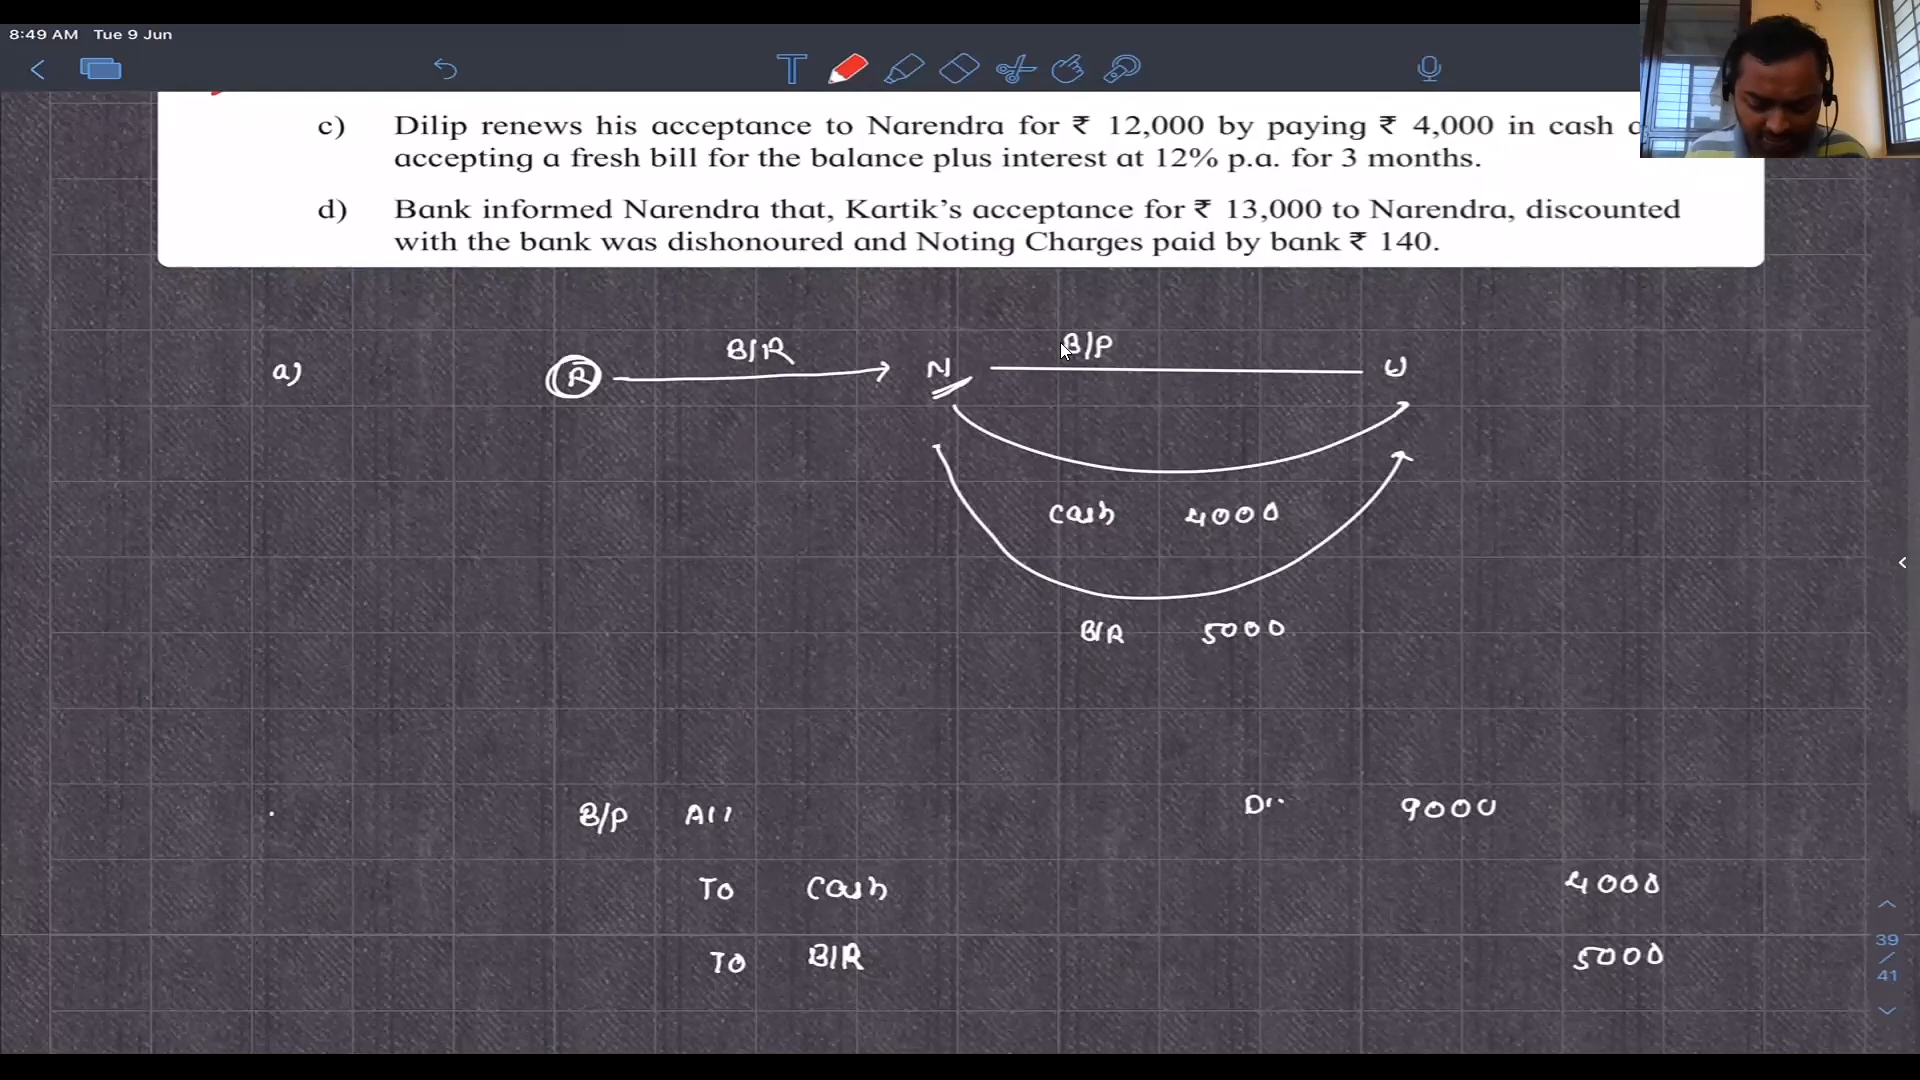 8:49 AM Tue 9 Jun
c) Dilip renews his acceptance to Narendra for ₹ 12,000 by paying ₹ 4,000 in cash
accepting a fresh bill for the balance plus interest at 12% p.a. for 3 months.
d) Bank informed Narendra that, Kartik's acceptance for ₹ 13,000 to Narendra, discounted
with the bank was dishonoured and Noting Charges paid by bank ₹ 140.
a) R B/R N B/P U
Cash 4000
B/R 5000
B/P 9000
To Cash 4000
To B/R 5000
39
/
41